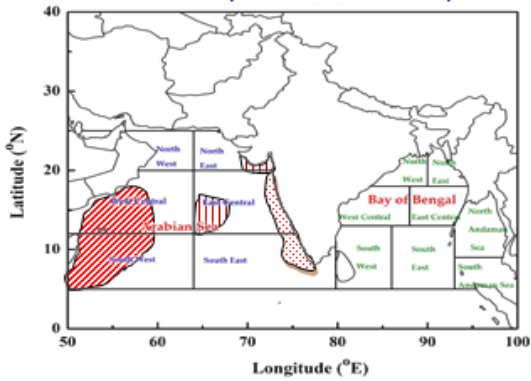 40
30
20
10
0
50
60
70
80
90
100
Latitude (°N)
Longitude (°E)
North
West
North
East
West Central
East Central
Arabian Sea
South West
South East
North
West
North
East
Bay of Bengal
West Central
East Central
North
Andaman
Sea
South
West
South
East
South
Andaman Sea